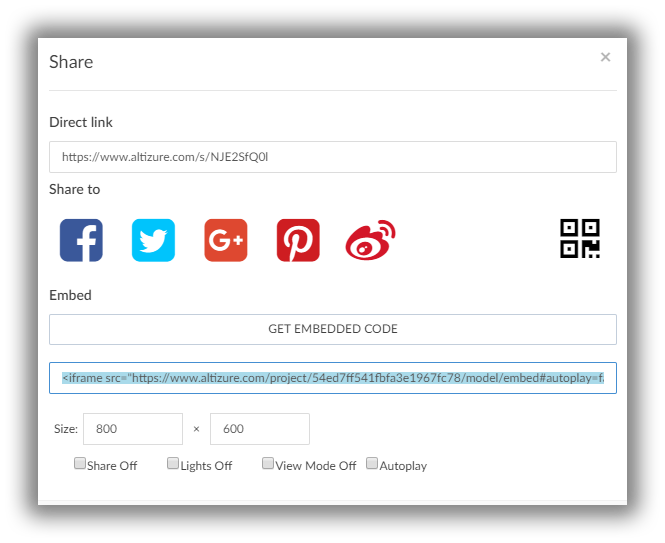 Share
×
Direct link
https://www.altizure.com/s/NJE2SfQ0l
Share to
f G+
Embed
GET EMBEDDED CODE
<iframe src="https://www.altizure.com/project/54ed7ff541fbfa3e1967fc78/model/embed#autoplay=fa
Size: 800 × 600
Share Off Lights Off View Mode Off Autoplay